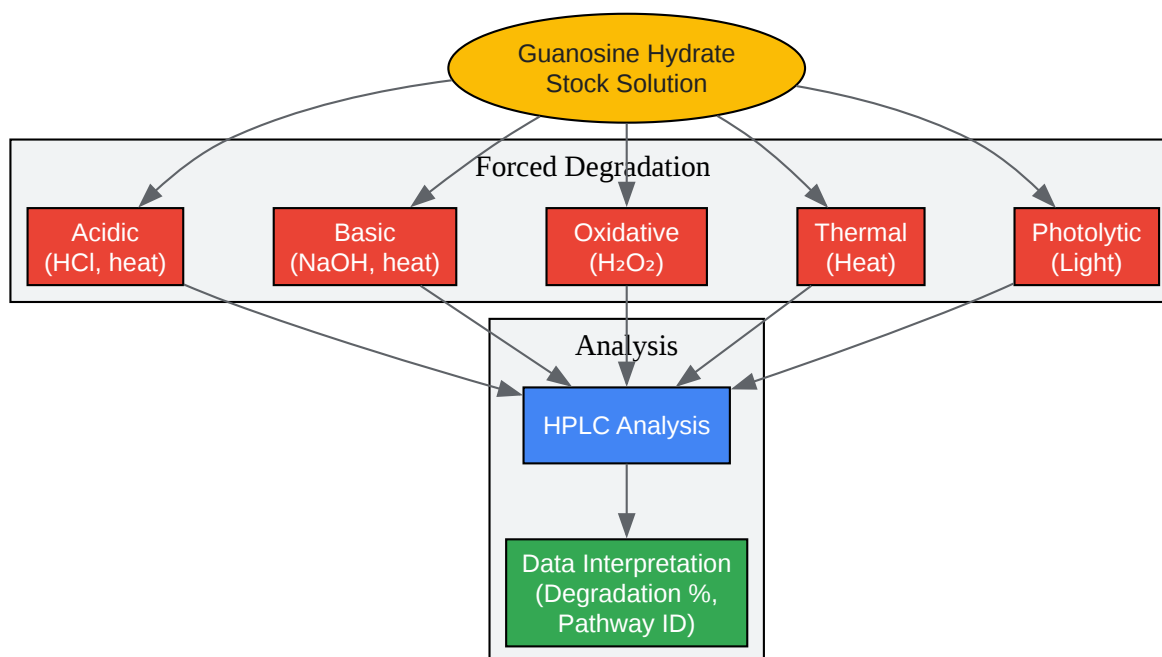 Guanosine Hydrate
Stock Solution
Forced Degradation
Acidic
(HCl, heat)
Basic
(NaOH, heat)
Oxidative
(H₂O₂)
Thermal
(Heat)
Photolytic
(Light)
Analysis
HPLC Analysis
Data Interpretation
(Degradation %,
Pathway ID)